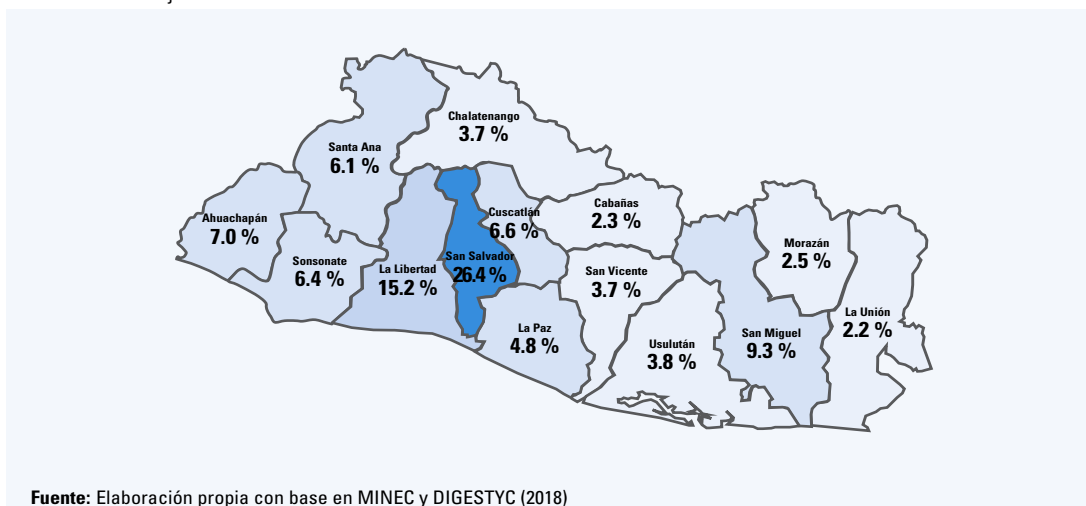 Chalatenango
3.7 %
Santa Ana
6.1 %
Cabañas
2.3 %
Cuscatlán
6.6 %
Ahuachapán
7.0 %
Morazán
2.5 %
San Salvador
26.4 %
Sonsonate
6.4 %
La Libertad
15.2 %
San Vicente
3.7 %
La Unión
2.2 %
La Paz
4.8 %
Usulután
3.8 %
San Miguel
9.3 %
Fuente: Elaboración propia con base en MINEC y DIGESTYC (2018)